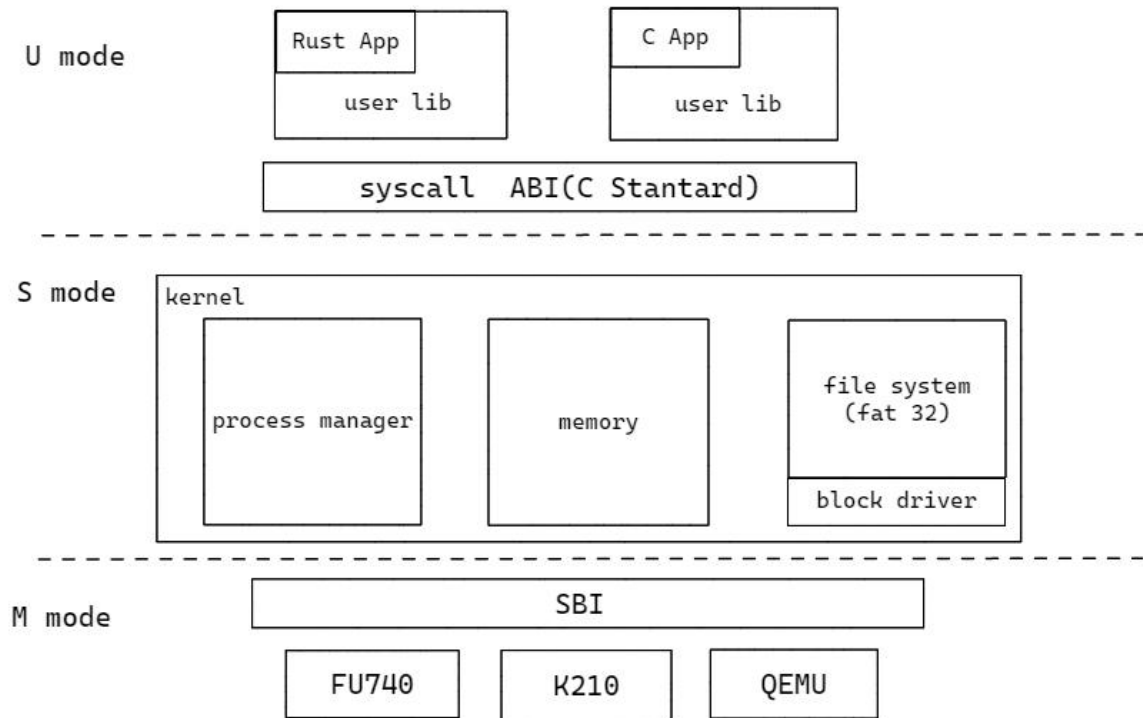 U mode
Rust App
user lib
C App
user lib
syscall ABI(C Stantard)
S mode
kernel
process manager
memory
file system
(fat 32)
block driver
M mode
SBI
FU740
K210
QEMU